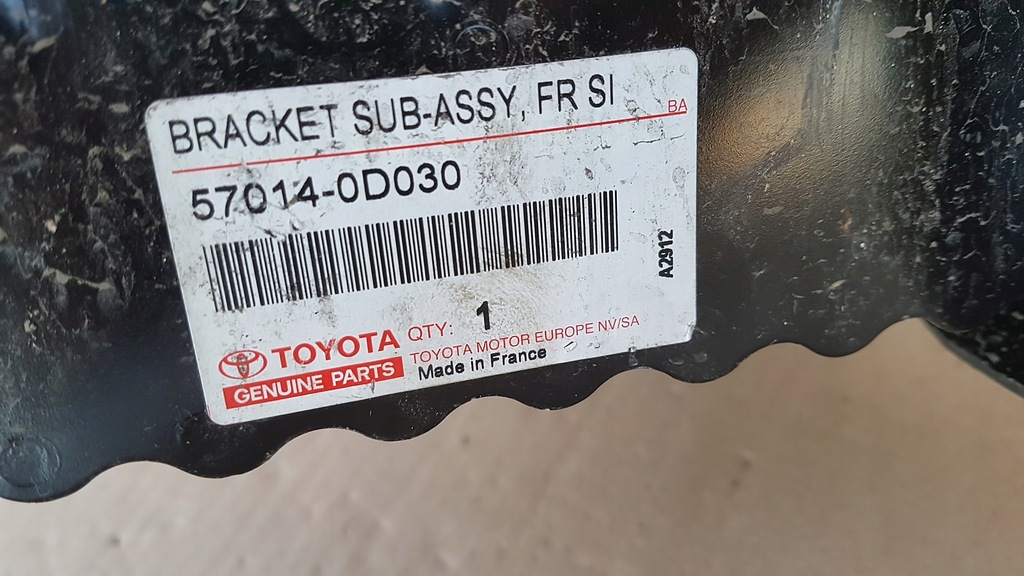 BRACKET SUB-ASSY, FR SI
BA
57014-0D030
A2912
TOYOTA QTY: 1
GENUINE PARTS TOYOTA MOTOR EUROPE NV/SA
Made in France